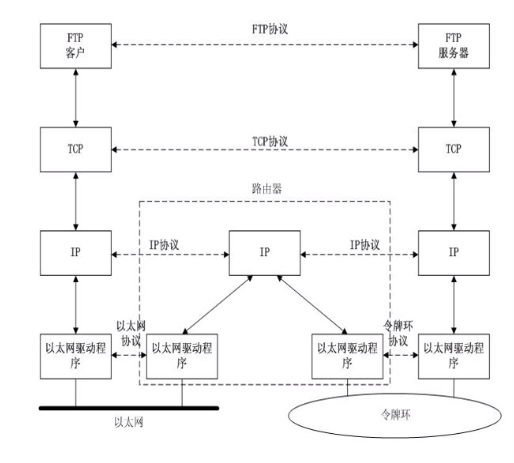 FTP协议
FTP
客户
FTP
服务器
TCP协议
TCP
TCP
路由器
IP协议
IP协议
IP
IP
IP
以太网
协议
令牌环
协议
以太网驱动程
序
以太网驱动程
序
以太网驱动程
序
以太网驱动程
序
以太网
令牌环